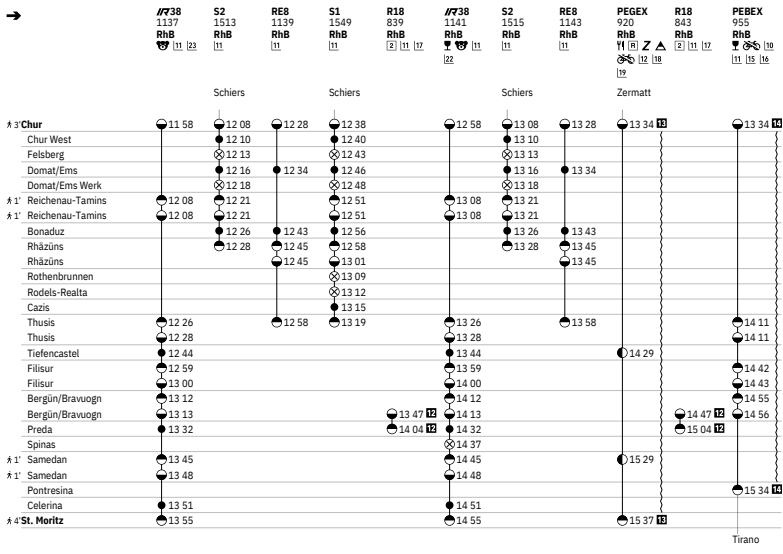 IR38 S2 RE8 S1 R18 IR38 S2 RE8 PEGEX R18 PEBEX
1137 1513 1139 1549 839 1141 1515 1143 920 843 955
RhB RhB RhB RhB RhB RhB RhB RhB RhB RhB RhB
11 23 11 11 11 2 11 17 11 11 11 R Z 2 11 17 10
22 12 18 11 15 16
19
Schiers Schiers Schiers Zermatt
3' Chur 11 58 12 08 12 28 12 38 12 58 13 08 13 28 13 34 13 13 34 14
Chur West 12 10 12 40 13 10
Felsberg 12 13 12 43 13 13
Domat/Ems 12 16 12 34 12 46 13 16 13 34
Domat/Ems Werk 12 18 12 48 13 18
1' Reichenau-Tamins 12 08 12 21 12 51 13 08 13 21
1' Reichenau-Tamins 12 08 12 21 12 51 13 08 13 21
Bonaduz 12 26 12 43 12 56 13 26 13 43
Rhäzüns 12 28 12 45 12 58 13 28 13 45
Rhäzüns 12 45 13 01 13 45
Rothenbrunnen 13 09
Rodels-Realta 13 12
Cazis 13 15
Thusis 12 26 12 58 13 19 13 26 13 58 14 11
Thusis 12 28 13 28 14 11
Tiefencastel 12 44 13 44 14 29
Filisur 12 59 13 59 14 42
Filisur 13 00 14 00 14 43
Bergün/Bravuogn 13 12 14 12 14 55
Bergün/Bravuogn 13 13 13 47 12 14 13 14 47 12 14 56
Preda 13 32 14 04 12 14 32 15 04 12
Spinas 14 37
1' Samedan 13 45 14 45 15 29
1' Samedan 13 48 14 48
Pontresina 15 34 14
Celerina 13 51 14 51
4' St. Moritz 13 55 14 55 15 37 13
Tirano